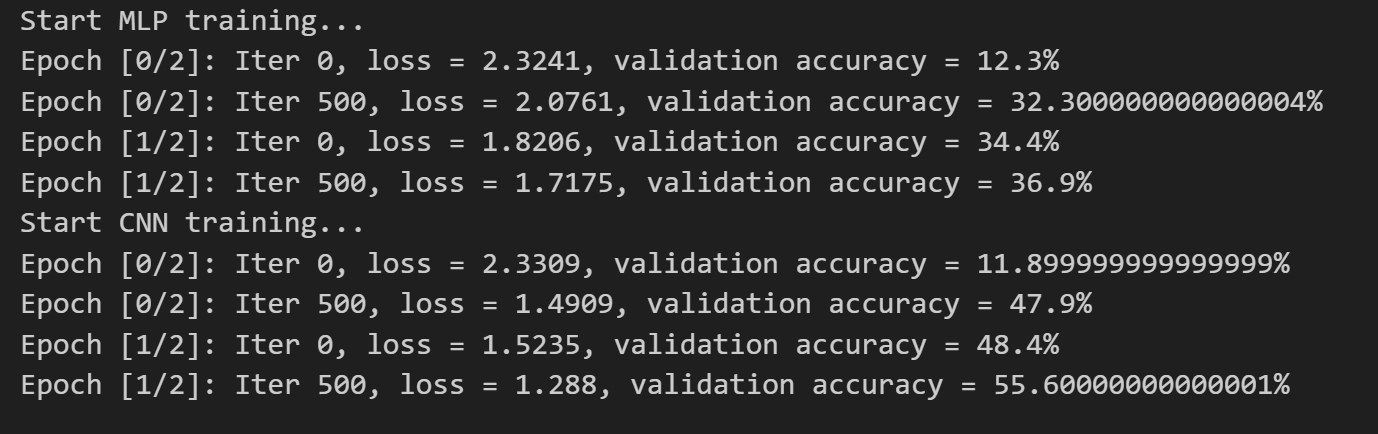 Start MLP training...
Epoch [0/2]: Iter 0, loss = 2.3241, validation accuracy = 12.3%
Epoch [0/2]: Iter 500, loss = 2.0761, validation accuracy = 32.300000000000004%
Epoch [1/2]: Iter 0, loss = 1.8206, validation accuracy = 34.4%
Epoch [1/2]: Iter 500, loss = 1.7175, validation accuracy = 36.9%
Start CNN training...
Epoch [0/2]: Iter 0, loss = 2.3309, validation accuracy = 11.899999999999999%
Epoch [0/2]: Iter 500, loss = 1.4909, validation accuracy = 47.9%
Epoch [1/2]: Iter 0, loss = 1.5235, validation accuracy = 48.4%
Epoch [1/2]: Iter 500, loss = 1.288, validation accuracy = 55.60000000000001%